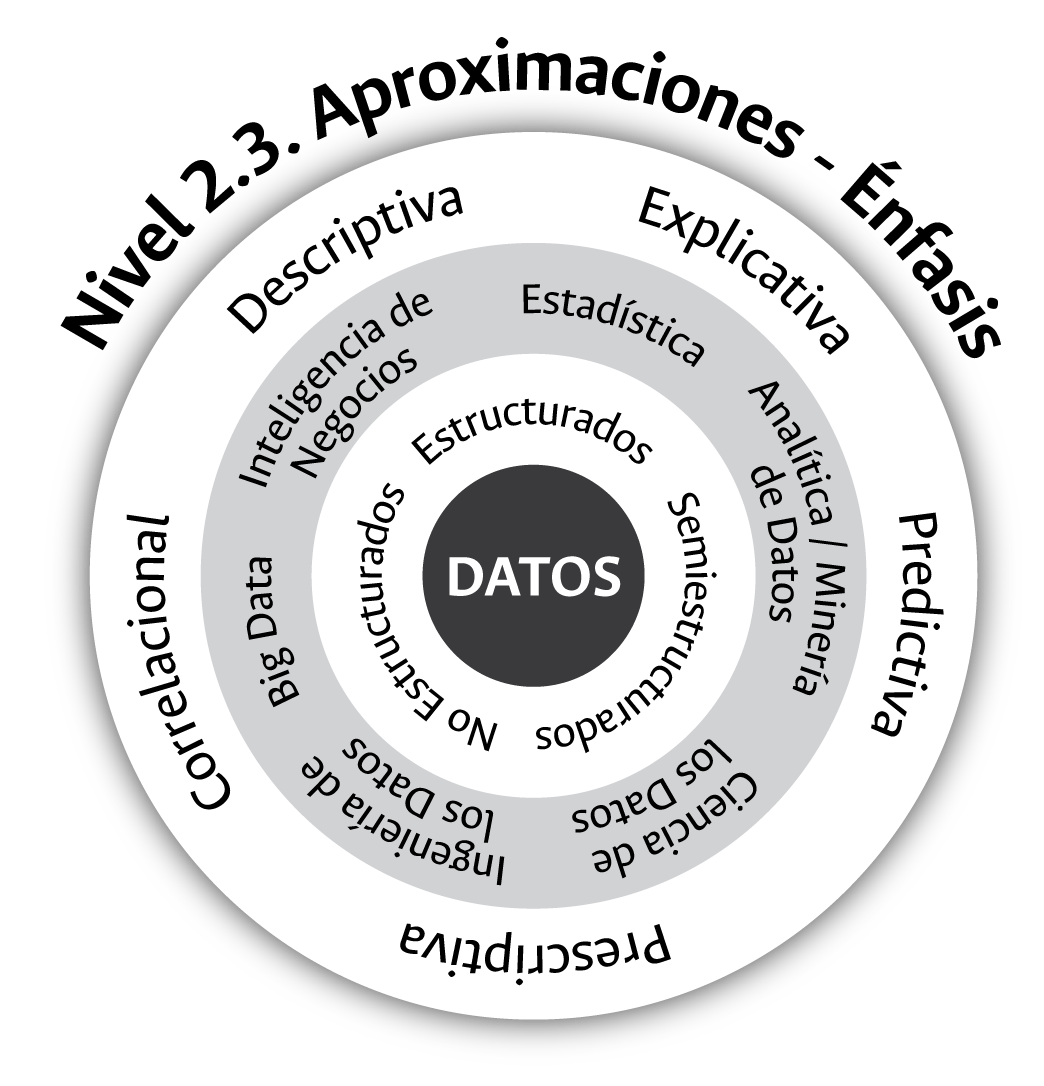 Nivel 2.3. Aproximaciones - Énfasis
Descriptiva
Explicativa
Predictiva
Prescriptiva
Correlacional
Inteligencia de
Negocios
Estadística
Analítica / Minería
de Datos
Ciencia de
los Datos
Ingeniería de
los Datos
Big Data
Estructurados
Semiestructurados
No Estructurados
DATOS